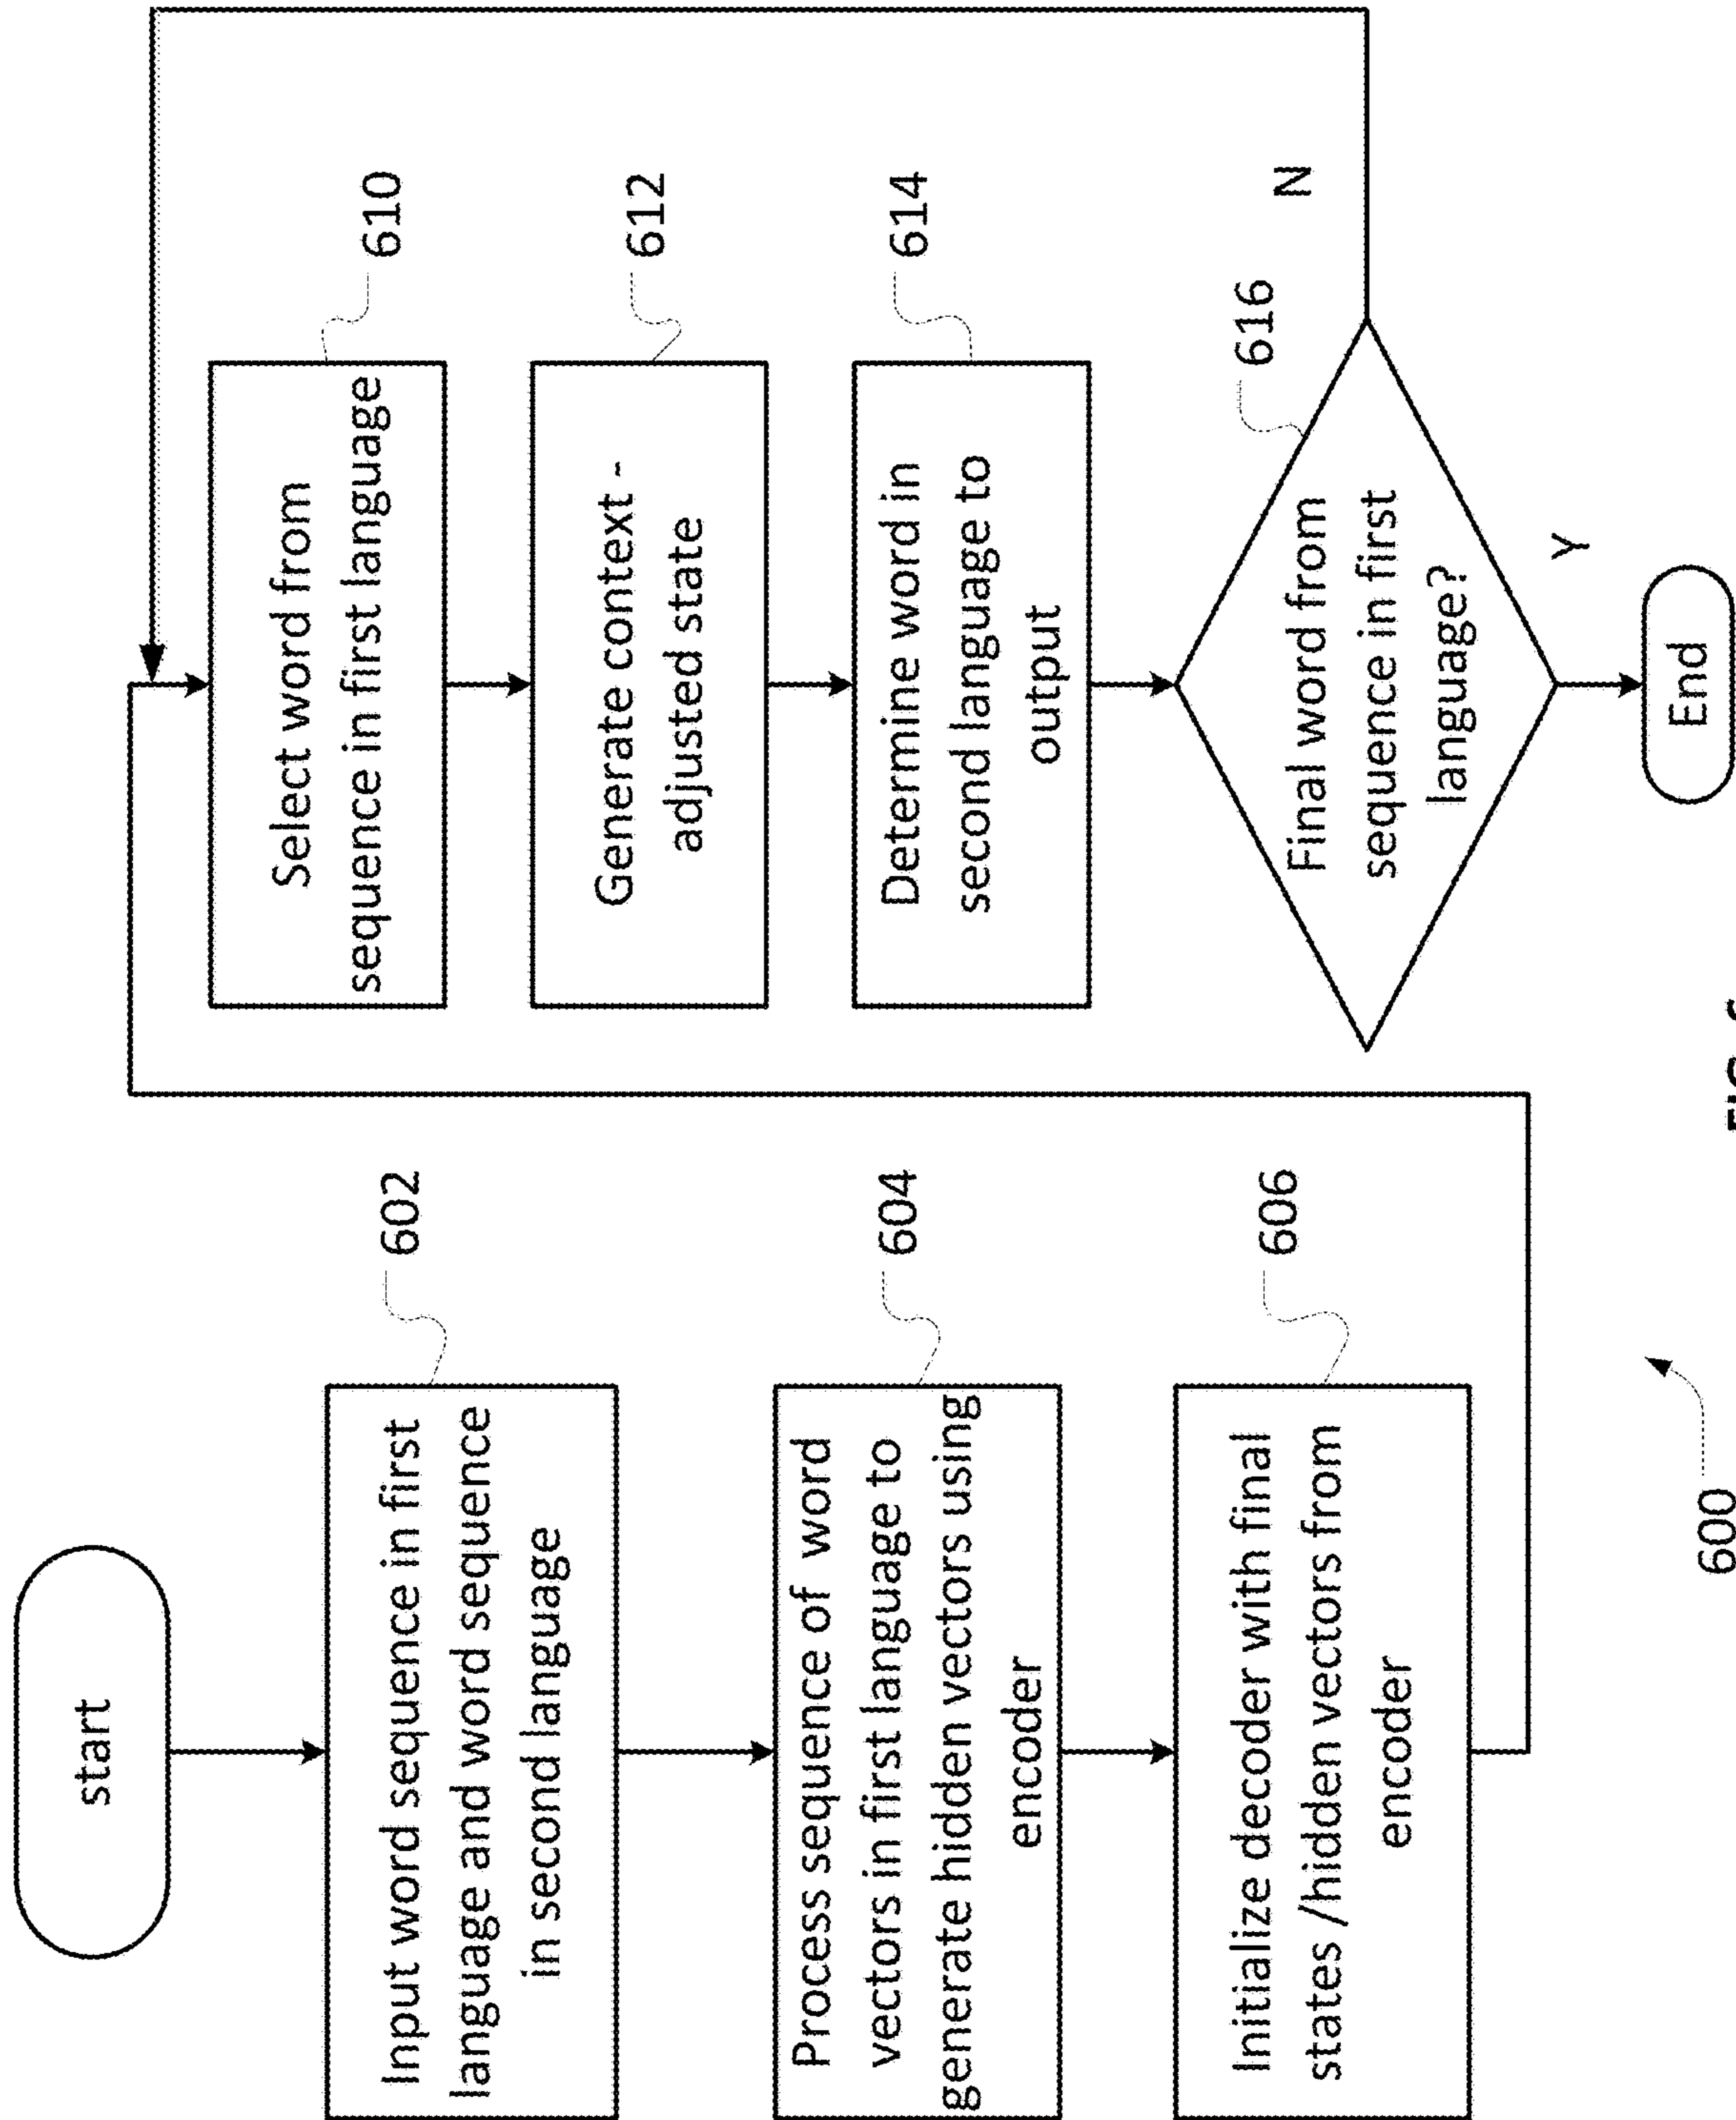 start
Input word sequence in first
language and word sequence
in second language
602
Process sequence of word
vectors in first language to
generate hidden vectors using
encoder
604
Initialize decoder with final
states /hidden vectors from
encoder
606
600
Select word from
sequence in first language
610
Generate context -
adjusted state
612
Determine word in
second language to
output
614
Final word from
sequence in first
language?
616
N
Y
End